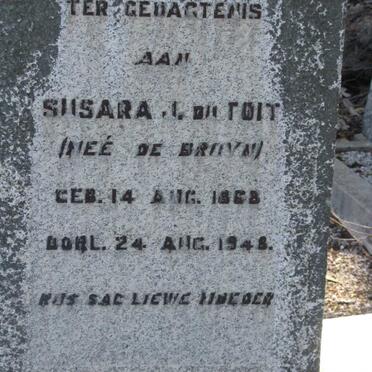 TER GEDAGTENIS
AAN
SUSARA J. DU TOIT
(NEÉ DE BRUYN)
GEB. 14 AUG. 1868
OORL. 24 AUG. 1948.
RUS SAG LIEWE MOEDER